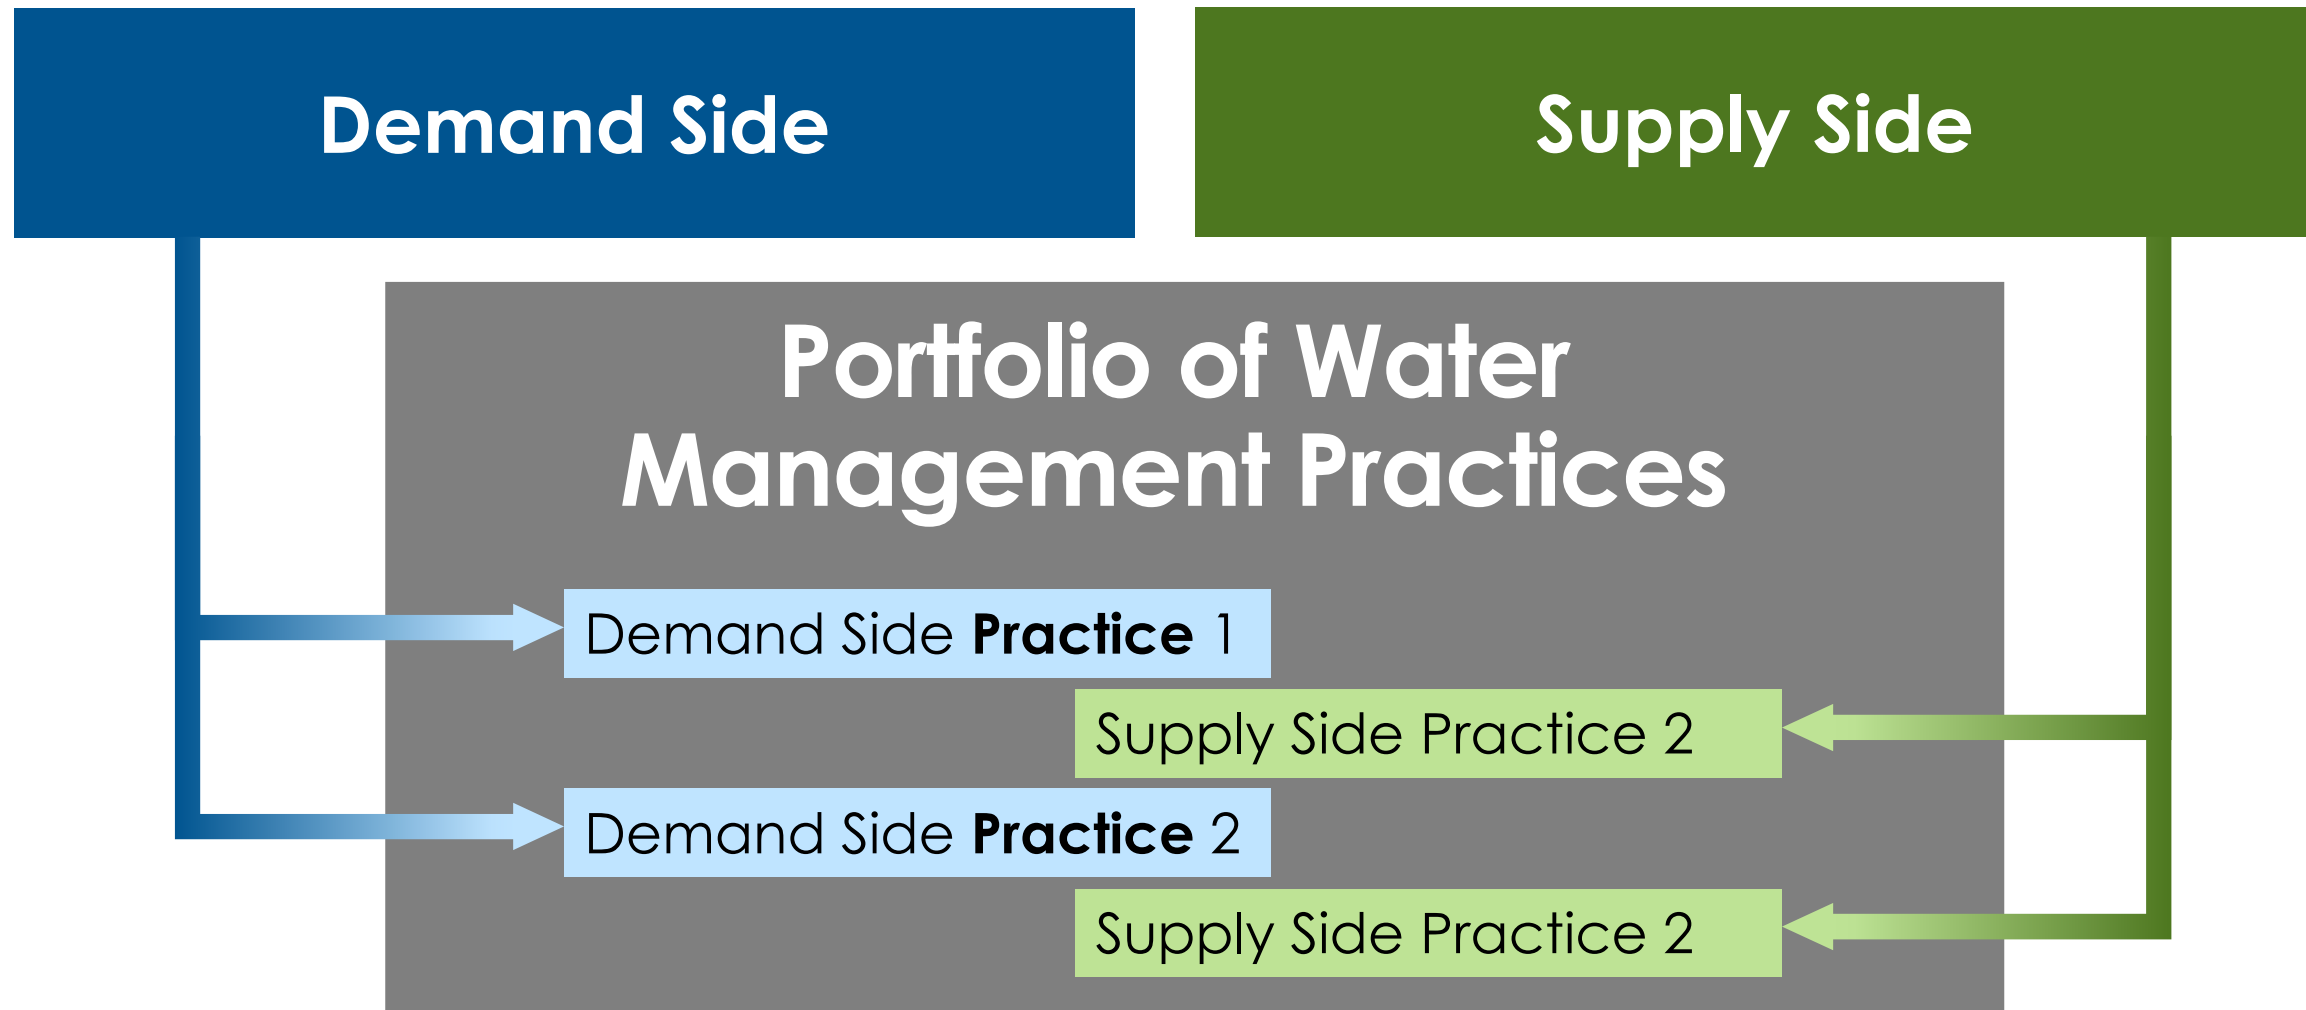 Demand Side
Supply Side
Portfolio of Water
Management Practices
Demand Side Practice 1
Supply Side Practice 2
Demand Side Practice 2
Supply Side Practice 2